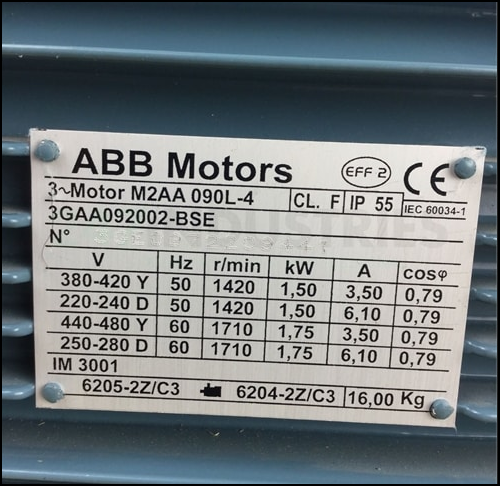 ABB Motors EFF 2 CE
3~Motor M2AA 090L-4 CL. F IP 55 IEC 60034-1
3GAA092002-BSE
N°
V Hz r/min kW A cosφ
380-420 Y 50 1420 1,50 3,50 0,79
220-240 D 50 1420 1,50 6,10 0,79
440-480 Y 60 1710 1,75 3,50 0,79
250-280 D 60 1710 1,75 6,10 0,79
IM 3001
6205-2Z/C3 6204-2Z/C3 16,00 Kg